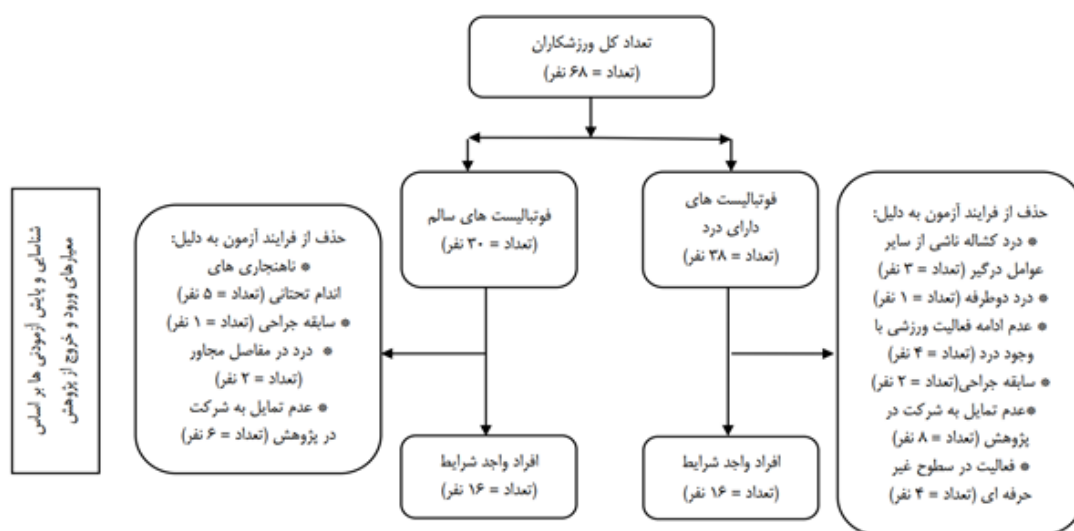 تعداد کل ورزشکاران
(تعداد = ۶۸ نفر)
فوتبالیست های
دارای درد
(تعداد = ۳۸ نفر)
فوتبالیست های سالم
(تعداد = ۳۰ نفر)
حذف از فرایند آزمون به دلیل:
● درد کشاله ناشی از سایر
عوامل درگیر (تعداد = ۳ نفر)
● درد دوطرفه (تعداد = ۱ نفر)
● عدم ادامه فعالیت ورزشی با
وجود درد (تعداد = ۴ نفر)
● سابقه جراحی(تعداد = ۲ نفر)
● عدم تمایل به شرکت در
پژوهش (تعداد = ۸ نفر)
● فعالیت در سطوح غیر
حرفه ای (تعداد = ۴ نفر)
حذف از فرایند آزمون به دلیل:
● ناهنجاری های
اندام تحتانی (تعداد = ۵ نفر)
● سابقه جراحی (تعداد = ۱ نفر)
● درد در مفاصل مجاور
(تعداد = ۲ نفر)
● عدم تمایل به شرکت
در پژوهش (تعداد = ۶ نفر)
افراد واجد شرایط
(تعداد = ۱۶ نفر)
افراد واجد شرایط
(تعداد = ۱۶ نفر)
شناسایی و پایش آزمودنی ها بر اساس
معیارهای ورود و خروج از پژوهش